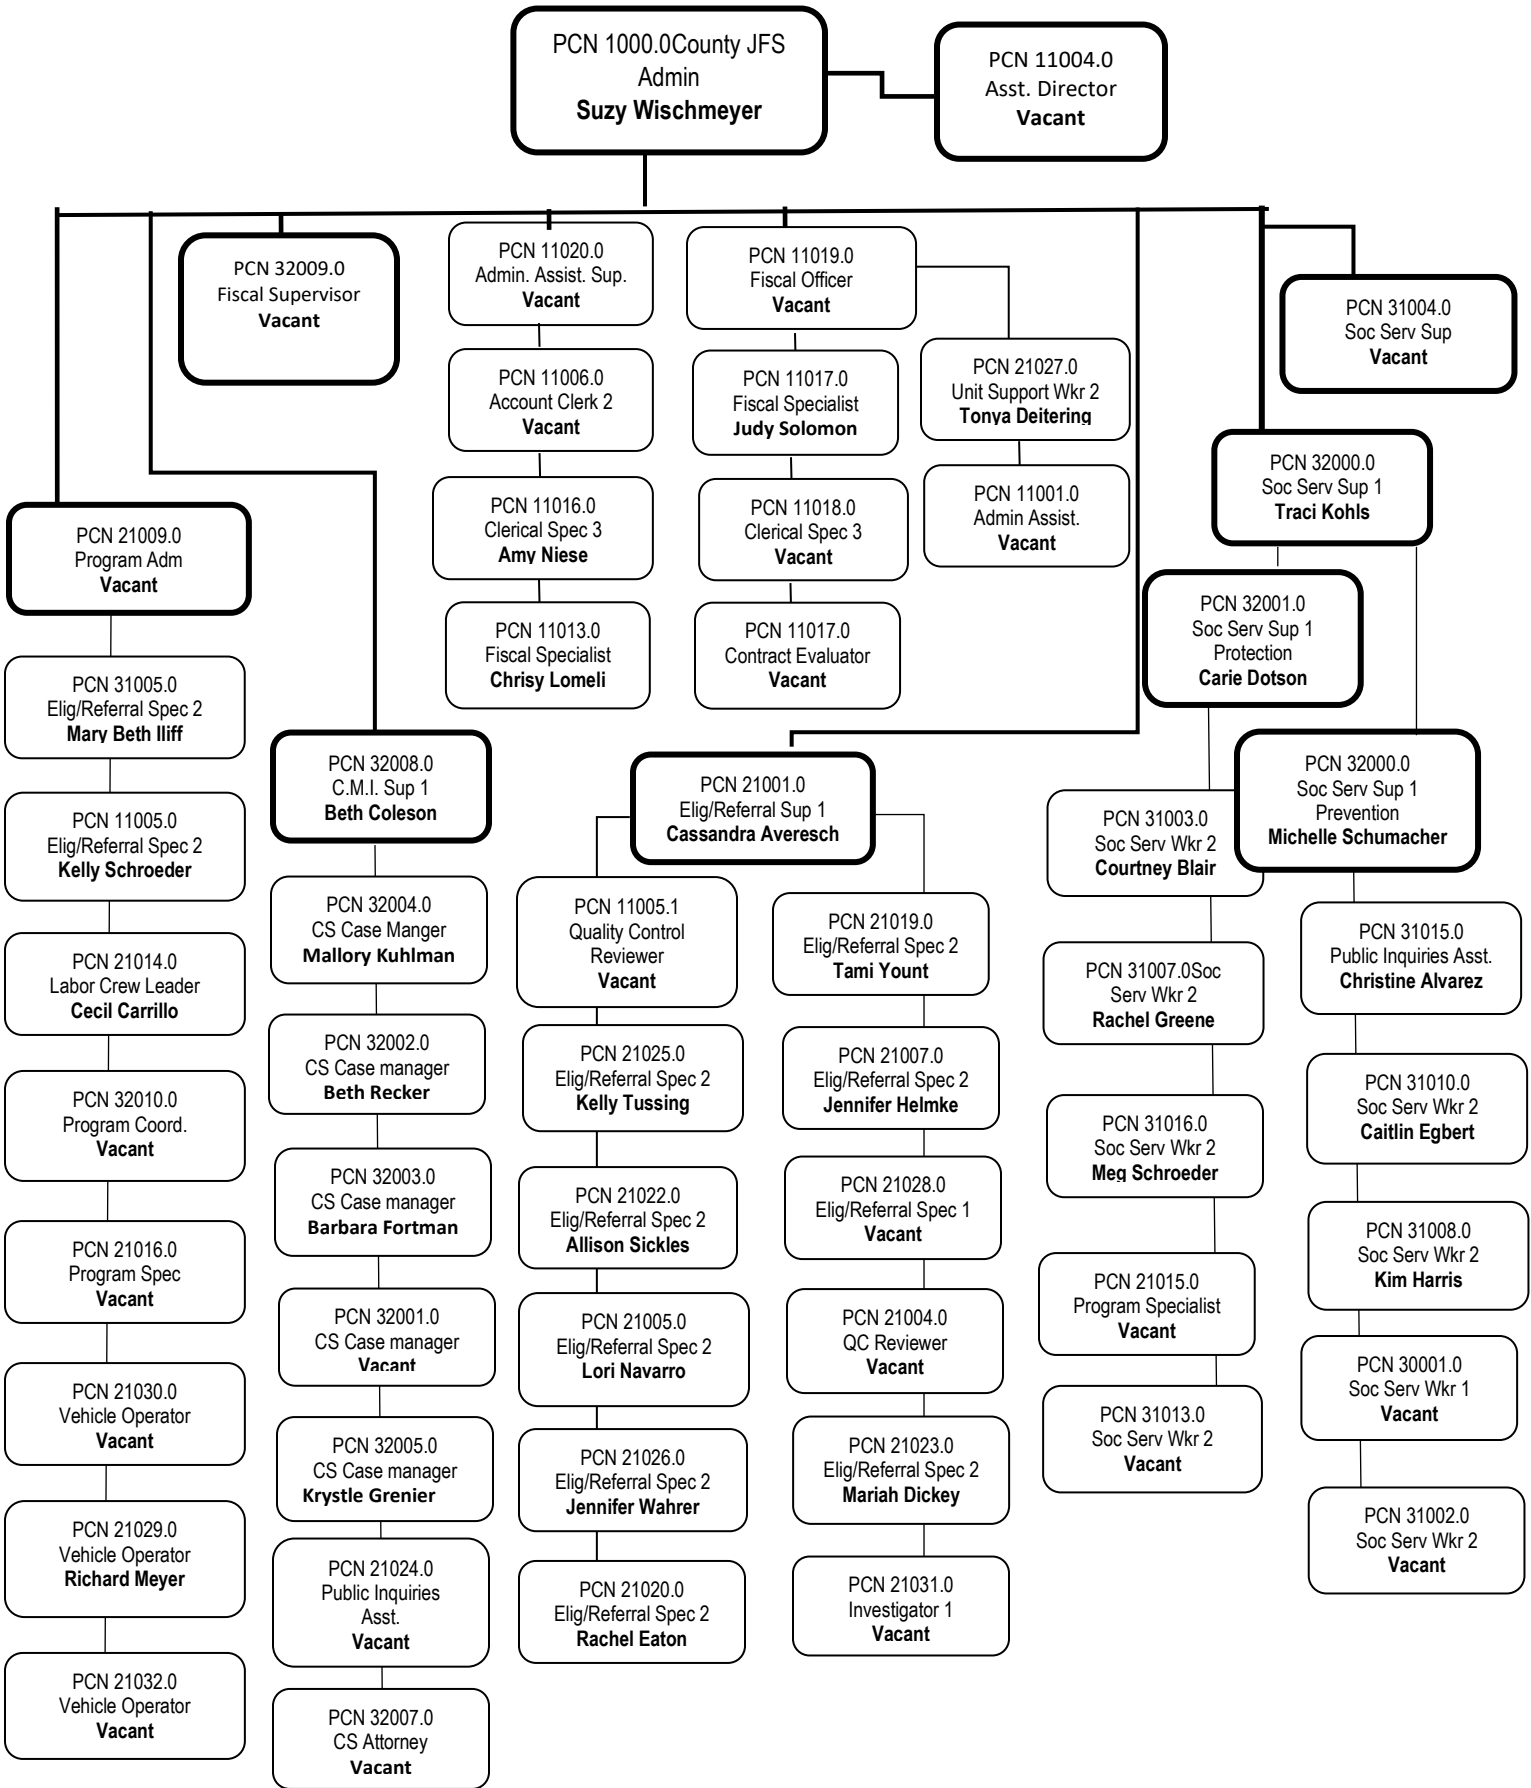 PCN 1000.0County JFS
Admin
Suzy Wischmeyer
PCN 11004.0
Asst. Director
Vacant
PCN 32009.0
Fiscal Supervisor
Vacant
PCN 11020.0
Admin. Assist. Sup.
Vacant
PCN 11019.0
Fiscal Officer
Vacant
PCN 31004.0
Soc Serv Sup
Vacant
PCN 11006.0
Account Clerk 2
Vacant
PCN 11017.0
Fiscal Specialist
Judy Solomon
PCN 21027.0
Unit Support Wkr 2
Tonya Deitering
PCN 32000.0
Soc Serv Sup 1
Traci Kohls
PCN 11016.0
Clerical Spec 3
Amy Niese
PCN 11018.0
Clerical Spec 3
Vacant
PCN 11001.0
Admin Assist.
Vacant
PCN 21009.0
Program Adm
Vacant
PCN 32001.0
Soc Serv Sup 1
Protection
Carie Dotson
PCN 11013.0
Fiscal Specialist
Chrisy Lomeli
PCN 11017.0
Contract Evaluator
Vacant
PCN 31005.0
Elig/Referral Spec 2
Mary Beth Iliff
PCN 32008.0
C.M.I. Sup 1
Beth Coleson
PCN 21001.0
Elig/Referral Sup 1
Cassandra Averesch
PCN 32000.0
Soc Serv Sup 1
Prevention
Michelle Schumacher
PCN 11005.0
Elig/Referral Spec 2
Kelly Schroeder
PCN 31003.0
Soc Serv Wkr 2
Courtney Blair
PCN 32004.0
CS Case Manger
Mallory Kuhlman
PCN 11005.1
Quality Control
Reviewer
Vacant
PCN 21019.0
Elig/Referral Spec 2
Tami Yount
PCN 31015.0
Public Inquiries Asst.
Christine Alvarez
PCN 21014.0
Labor Crew Leader
Cecil Carrillo
PCN 31007.0Soc
Serv Wkr 2
Rachel Greene
PCN 32002.0
CS Case manager
Beth Recker
PCN 21025.0
Elig/Referral Spec 2
Kelly Tussing
PCN 21007.0
Elig/Referral Spec 2
Jennifer Helmke
PCN 31010.0
Soc Serv Wkr 2
Caitlin Egbert
PCN 32010.0
Program Coord.
Vacant
PCN 31016.0
Soc Serv Wkr 2
Meg Schroeder
PCN 32003.0
CS Case manager
Barbara Fortman
PCN 21022.0
Elig/Referral Spec 2
Allison Sickles
PCN 21028.0
Elig/Referral Spec 1
Vacant
PCN 31008.0
Soc Serv Wkr 2
Kim Harris
PCN 21016.0
Program Spec
Vacant
PCN 21015.0
Program Specialist
Vacant
PCN 32001.0
CS Case manager
Vacant
PCN 21005.0
Elig/Referral Spec 2
Lori Navarro
PCN 21004.0
QC Reviewer
Vacant
PCN 30001.0
Soc Serv Wkr 1
Vacant
PCN 21030.0
Vehicle Operator
Vacant
PCN 31013.0
Soc Serv Wkr 2
Vacant
PCN 32005.0
CS Case manager
Krystle Grenier
PCN 21026.0
Elig/Referral Spec 2
Jennifer Wahrer
PCN 21023.0
Elig/Referral Spec 2
Mariah Dickey
PCN 31002.0
Soc Serv Wkr 2
Vacant
PCN 21029.0
Vehicle Operator
Richard Meyer
PCN 21024.0
Public Inquiries
Asst.
Vacant
PCN 21020.0
Elig/Referral Spec 2
Rachel Eaton
PCN 21031.0
Investigator 1
Vacant
PCN 21032.0
Vehicle Operator
Vacant
PCN 32007.0
CS Attorney
Vacant